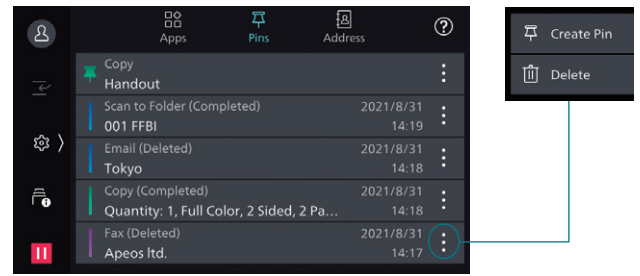 Apps
Pins
Address
?
Copy
Handout
Scan to Folder (Completed) 2021/8/31
001 FFBI 14:19
Email (Deleted) 2021/8/31
Tokyo 14:18
Copy (Completed) 2021/8/31
Quantity: 1, Full Color, 2 Sided, 2 Pa... 14:18
Fax (Deleted) 2021/8/31
Apeos ltd. 14:17
Create Pin
Delete